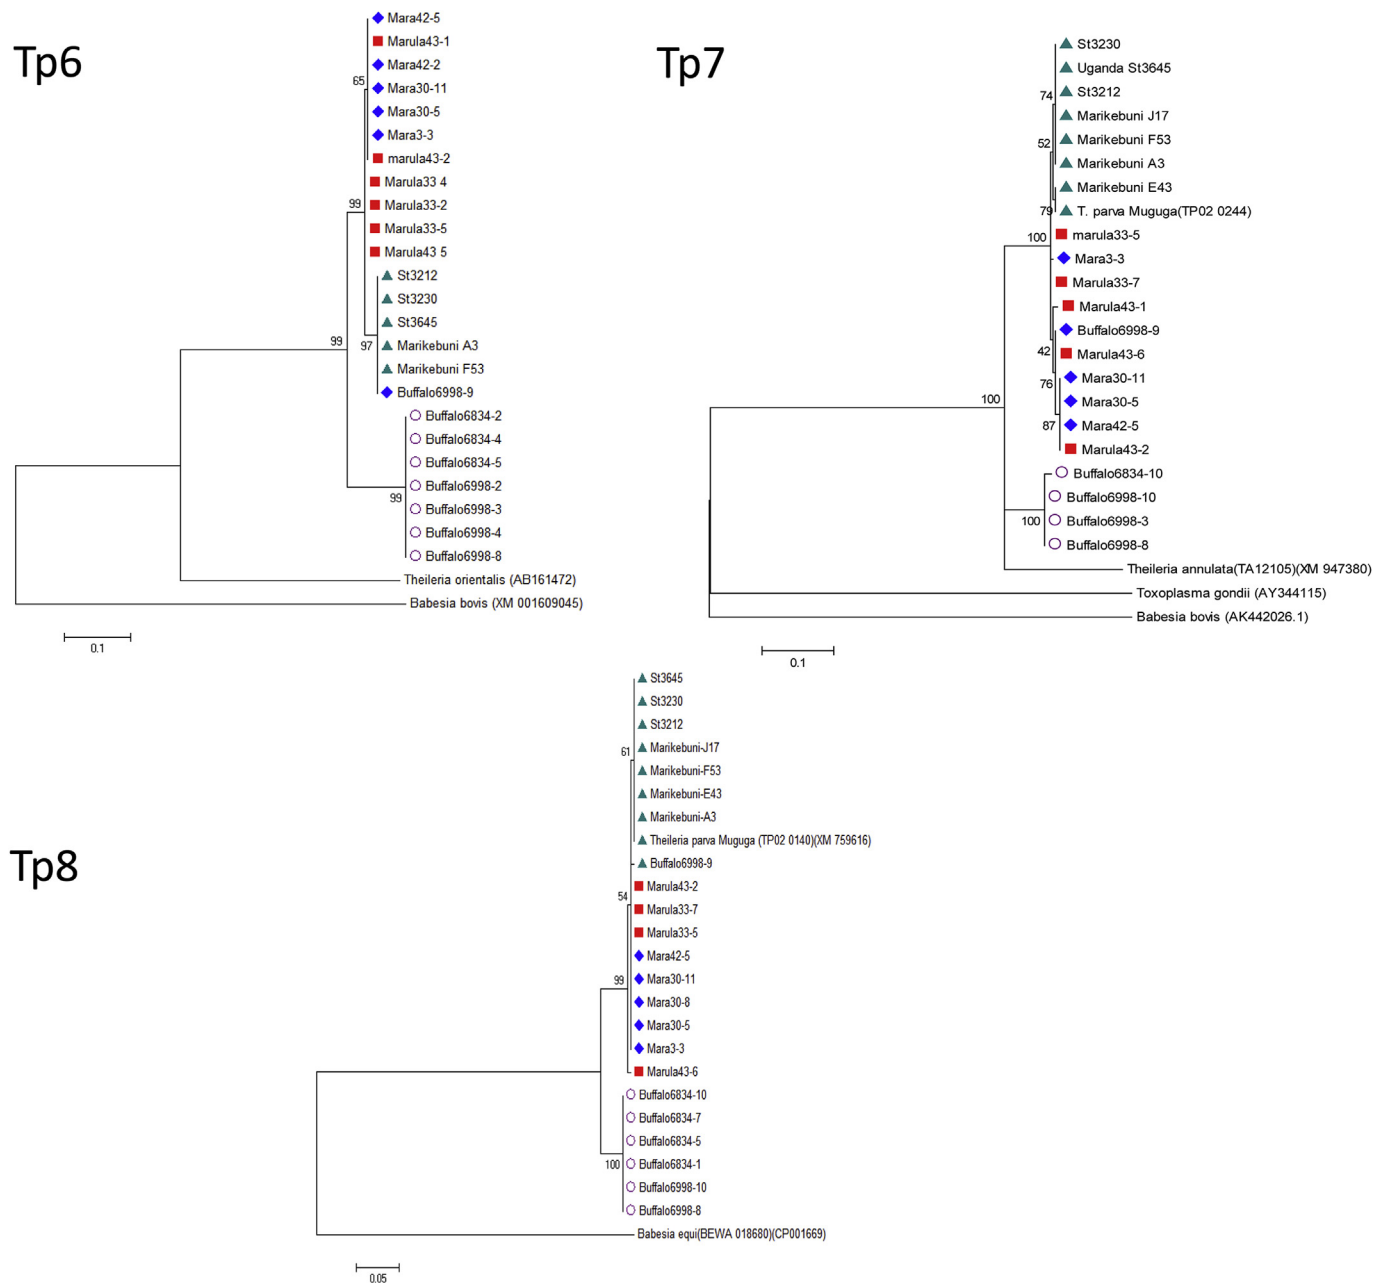 Tp6
Mara42-5
Marula43-1
Mara42-2
65
Mara30-11
Mara30-5
Mara3-3
marula43-2
Marula33 4
99
Marula33-2
Marula33-5
Marula43 5
St3212
St3230
St3645
99
97
Marikebuni A3
Marikebuni F53
Buffalo6998-9
Buffalo6834-2
Buffalo6834-4
Buffalo6834-5
Buffalo6998-2
99
Buffalo6998-3
Buffalo6998-4
Buffalo6998-8
Theileria orientalis (AB161472)
Babesia bovis (XM 001609045)
0.1
Tp7
St3230
Uganda St3645
St3212
74
Marikebuni J17
Marikebuni F53
52
Marikebuni A3
Marikebuni E43
79
T. parva Muguga(TP02 0244)
marula33-5
100
Mara3-3
Marula33-7
Marula43-1
Buffalo6998-9
42
Marula43-6
Mara30-11
76
Mara30-5
100
Mara42-5
87
Marula43-2
Buffalo6834-10
Buffalo6998-10
100
Buffalo6998-3
Buffalo6998-8
Theileria annulata(TA12105)(XM 947380)
Toxoplasma gondii (AY344115)
Babesia bovis (AK442026.1)
0.1
Tp8
St3645
St3230
St3212
61
Marikebuni-J17
Marikebuni-F53
Marikebuni-E43
Marikebuni-A3
Theileria parva Muguga (TP02 0140)(XM 759616)
Buffalo6998-9
Marula43-2
54
Marula33-7
Marula33-5
Mara42-5
99
Mara30-11
Mara30-8
Mara30-5
Mara3-3
Marula43-6
Buffalo6834-10
Buffalo6834-7
Buffalo6834-5
100
Buffalo6834-1
Buffalo6998-10
Buffalo6998-8
Babesia equi(BEWA 018680)(CP001669)
0.05